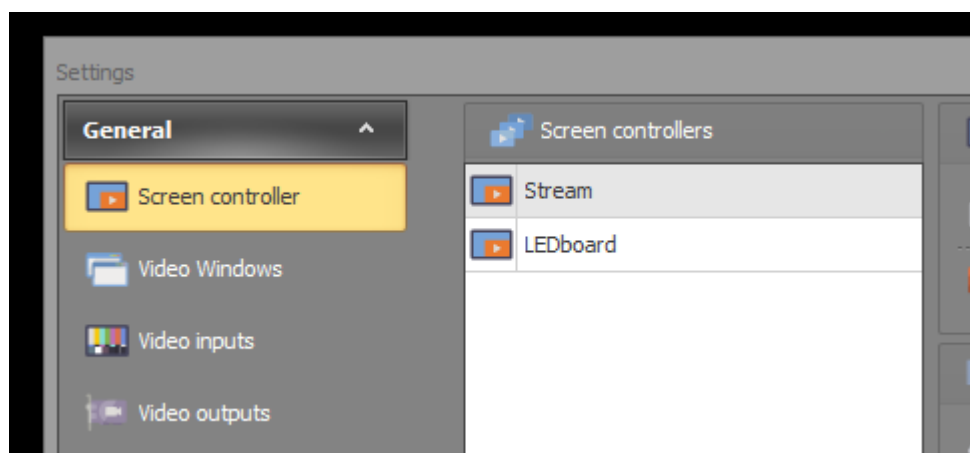 Settings
General
Screen controller
Video Windows
Video inputs
Video outputs
Screen controllers
Stream
LEDboard